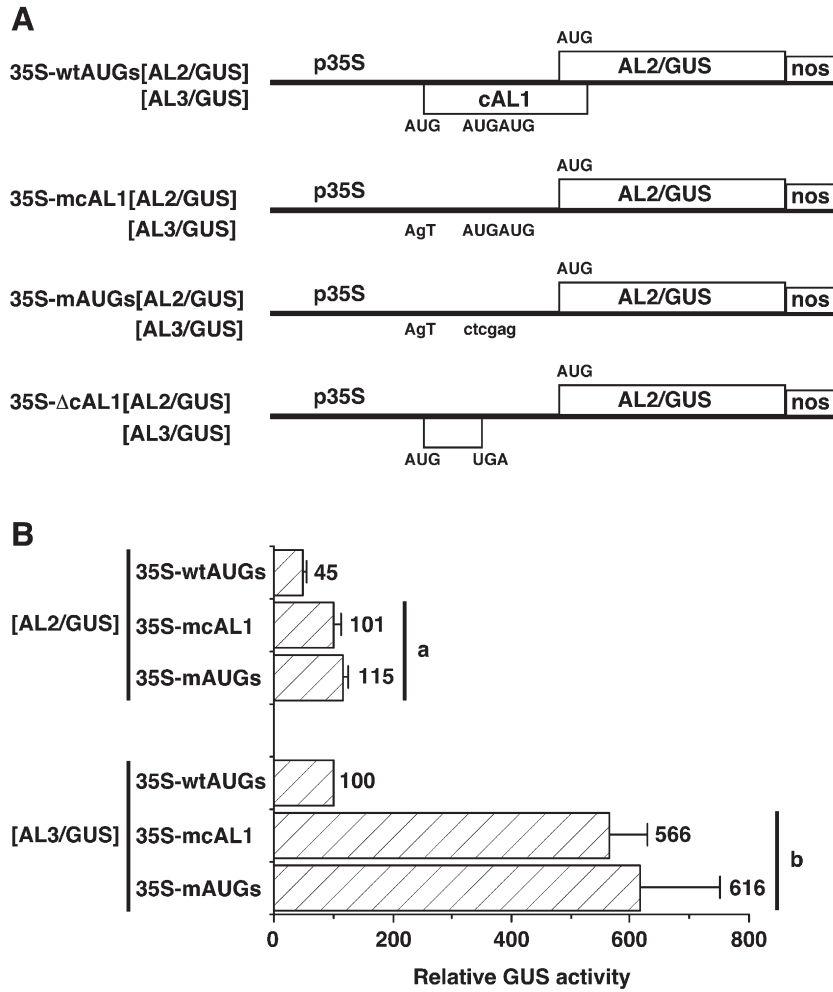 A
AUG
35S-wtAUGs[AL2/GUS] p35S AL2/GUS nos
[AL3/GUS] cAL1
AUG AUGAUG
AUG
35S-mcAL1[AL2/GUS] p35S AL2/GUS nos
[AL3/GUS] AgT AUGAUG
AUG
35S-mAUGs[AL2/GUS] p35S AL2/GUS nos
[AL3/GUS] AgT ctcgag
AUG
35S-ΔcAL1[AL2/GUS] p35S AL2/GUS nos
[AL3/GUS]
AUG UGA
B
35S-wtAUGs 45
[AL2/GUS] 35S-mcAL1 101
a
35S-mAUGs 115
35S-wtAUGs 100
[AL3/GUS] 35S-mcAL1 566
b
35S-mAUGs 616
0 200 400 600 800
Relative GUS activity